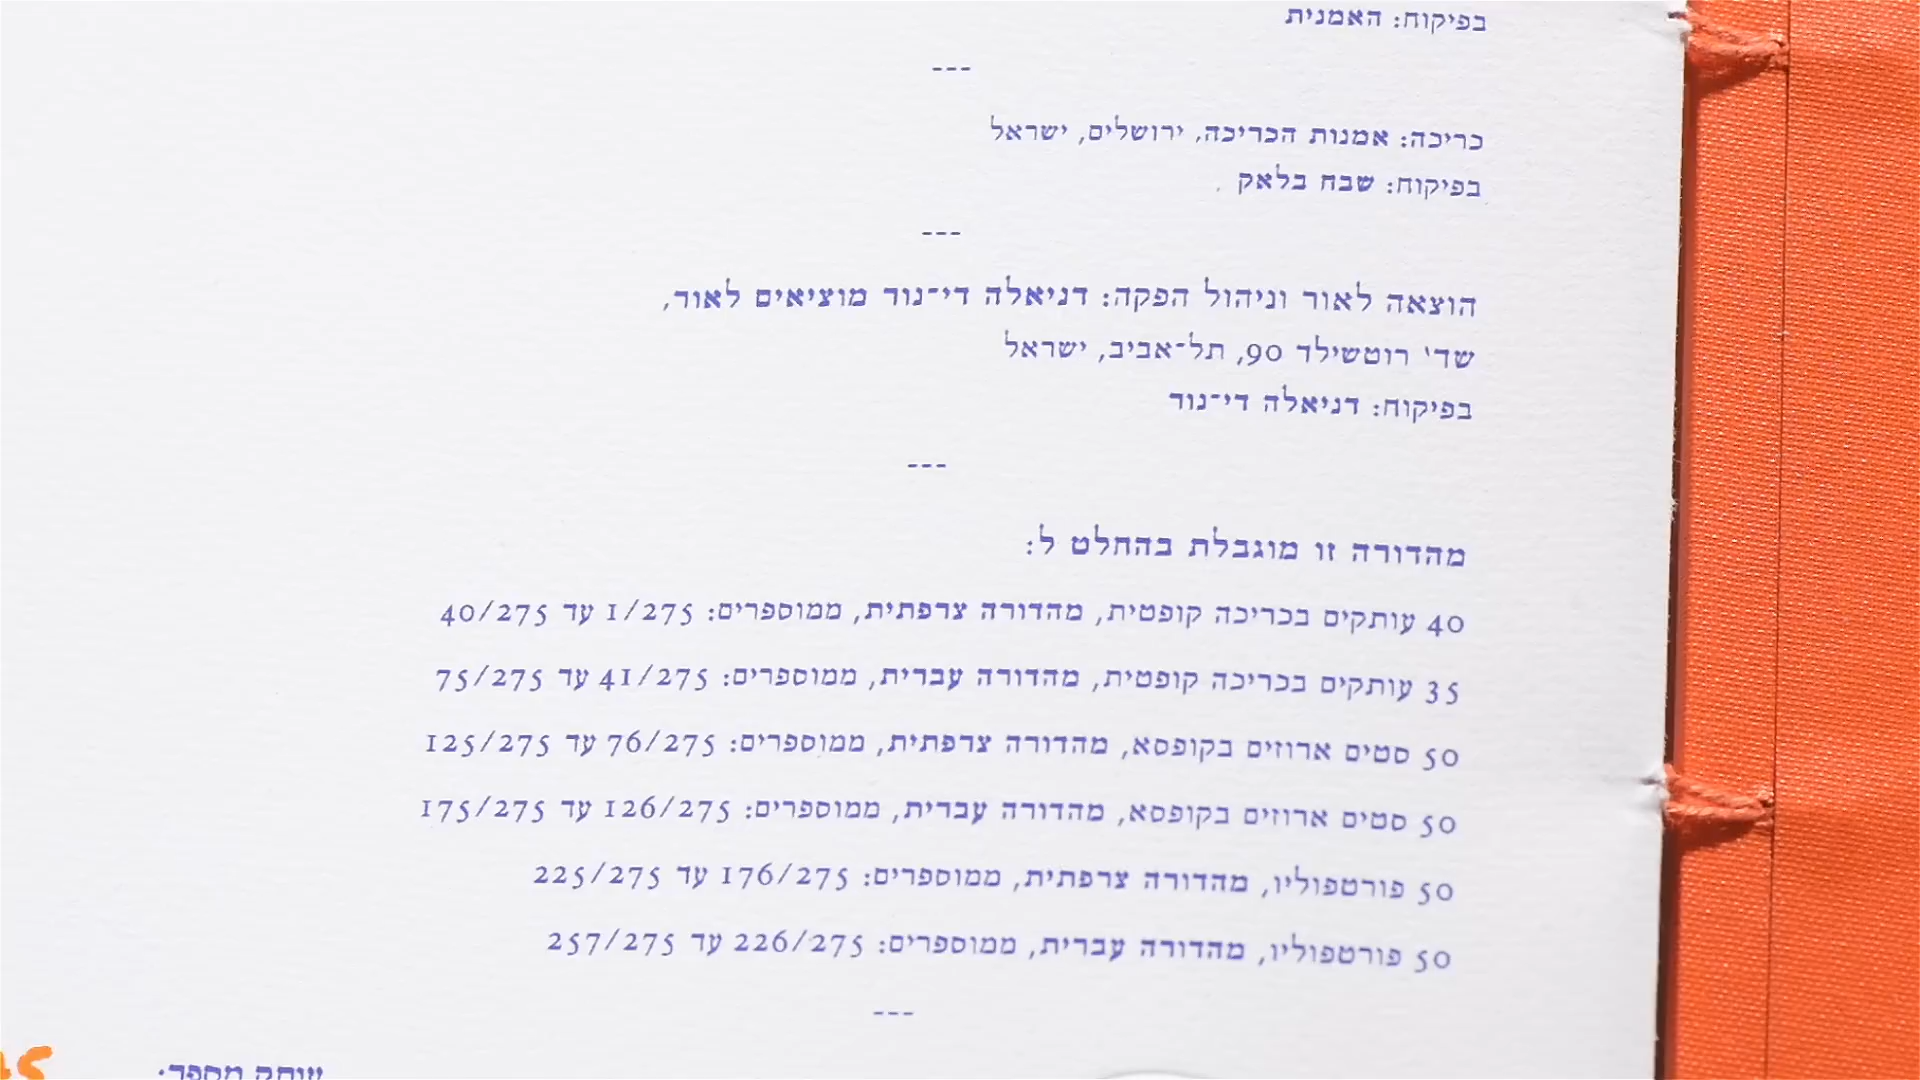 בפיקוח: האמנית
---
כריכה: אמנות הכריכה, ירושלים, ישראל
בפיקוח: שבח בלאק
---
הוצאה לאור וניהול הפקה: דניאלה די־נור מוציאים לאור,
שד' רוטשילד 90, תל־אביב, ישראל
בפיקוח: דניאלה די־נור
---
מהדורה זו מוגבלת בהחלט ל:
40 עותקים בכריכה קופטית, מהדורה צרפתית, ממוספרים: 1/275 עד 40/275
35 עותקים בכריכה קופטית, מהדורה עברית, ממוספרים: 41/275 עד 75/275
50 סטים ארוזים בקופסא, מהדורה צרפתית, ממוספרים: 76/275 עד 125/275
50 סטים ארוזים בקופסא, מהדורה עברית, ממוספרים: 126/275 עד 175/275
50 פורטפוליו, מהדורה צרפתית, ממוספרים: 176/275 עד 225/275
50 פורטפוליו, מהדורה עברית, ממוספרים: 226/275 עד 257/275
---
עותק מספר: